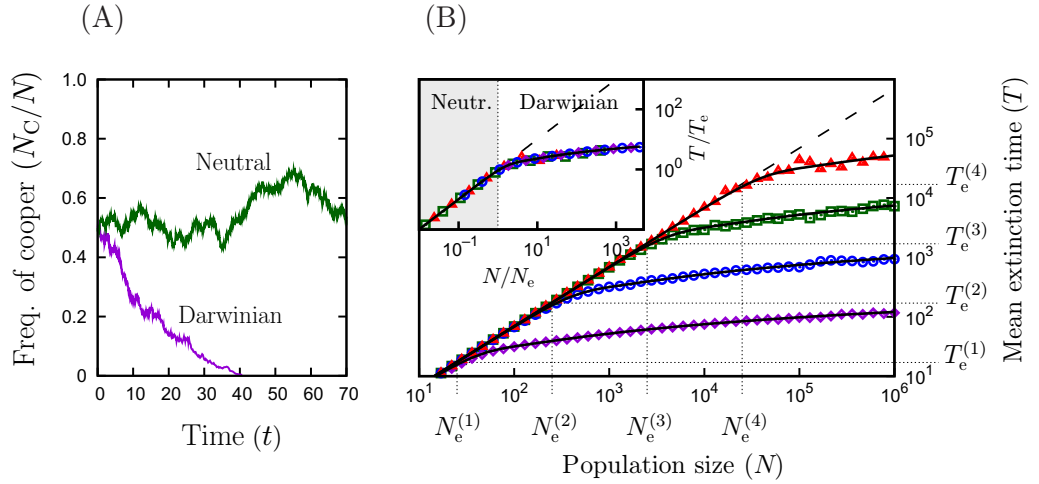 (A)
Freq. of cooper (N_C/N)
1.0
0.8
0.6
0.4
0.2
0
Neutral
Darwinian
0 10 20 30 40 50 60 70
Time (t)
(B)
Neutr. Darwinian
10^2
10^0
T/T_e
10^-1 10^1 10^3
N/N_e
10^5
10^4
10^3
10^2
10^1
T_e^(4)
T_e^(3)
T_e^(2)
T_e^(1)
Mean extinction time (T)
10^1 10^2 10^3 10^4 10^5 10^6
N_e^(1) N_e^(2) N_e^(3) N_e^(4)
Population size (N)